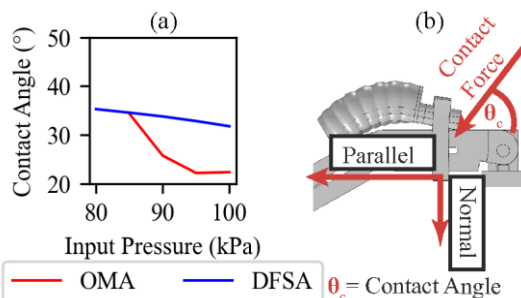 (a)
50
40
30
20
Contact Angle (°)
80
90
100
Input Pressure (kPa)
OMA
DFSA
(b)
Contact
Force
θc
Parallel
Normal
θc = Contact Angle